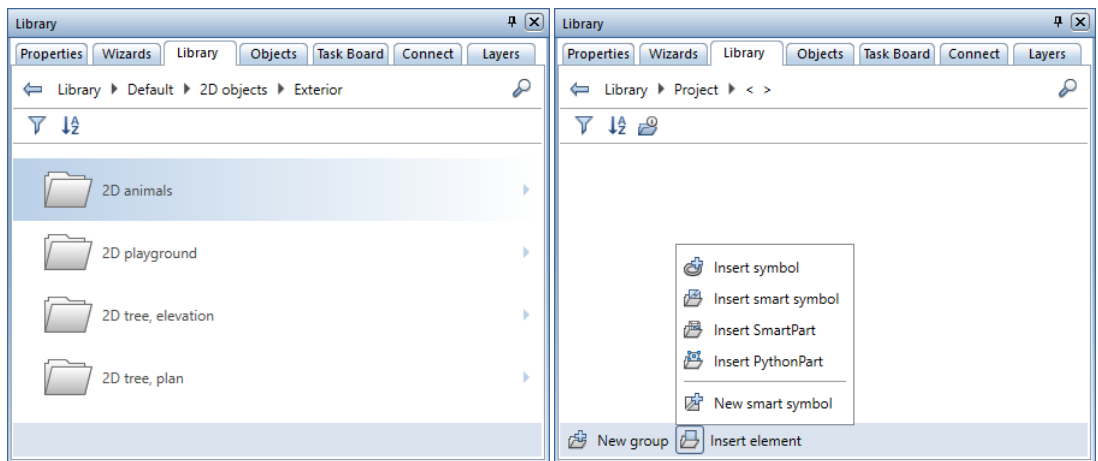 Library
Properties Wizards Library Objects Task Board Connect Layers
Library Default 2D objects Exterior
2D animals
2D playground
2D tree, elevation
2D tree, plan
Library
Properties Wizards Library Objects Task Board Connect Layers
Library Project < >
Insert symbol
Insert smart symbol
Insert SmartPart
Insert PythonPart
New smart symbol
New group Insert element